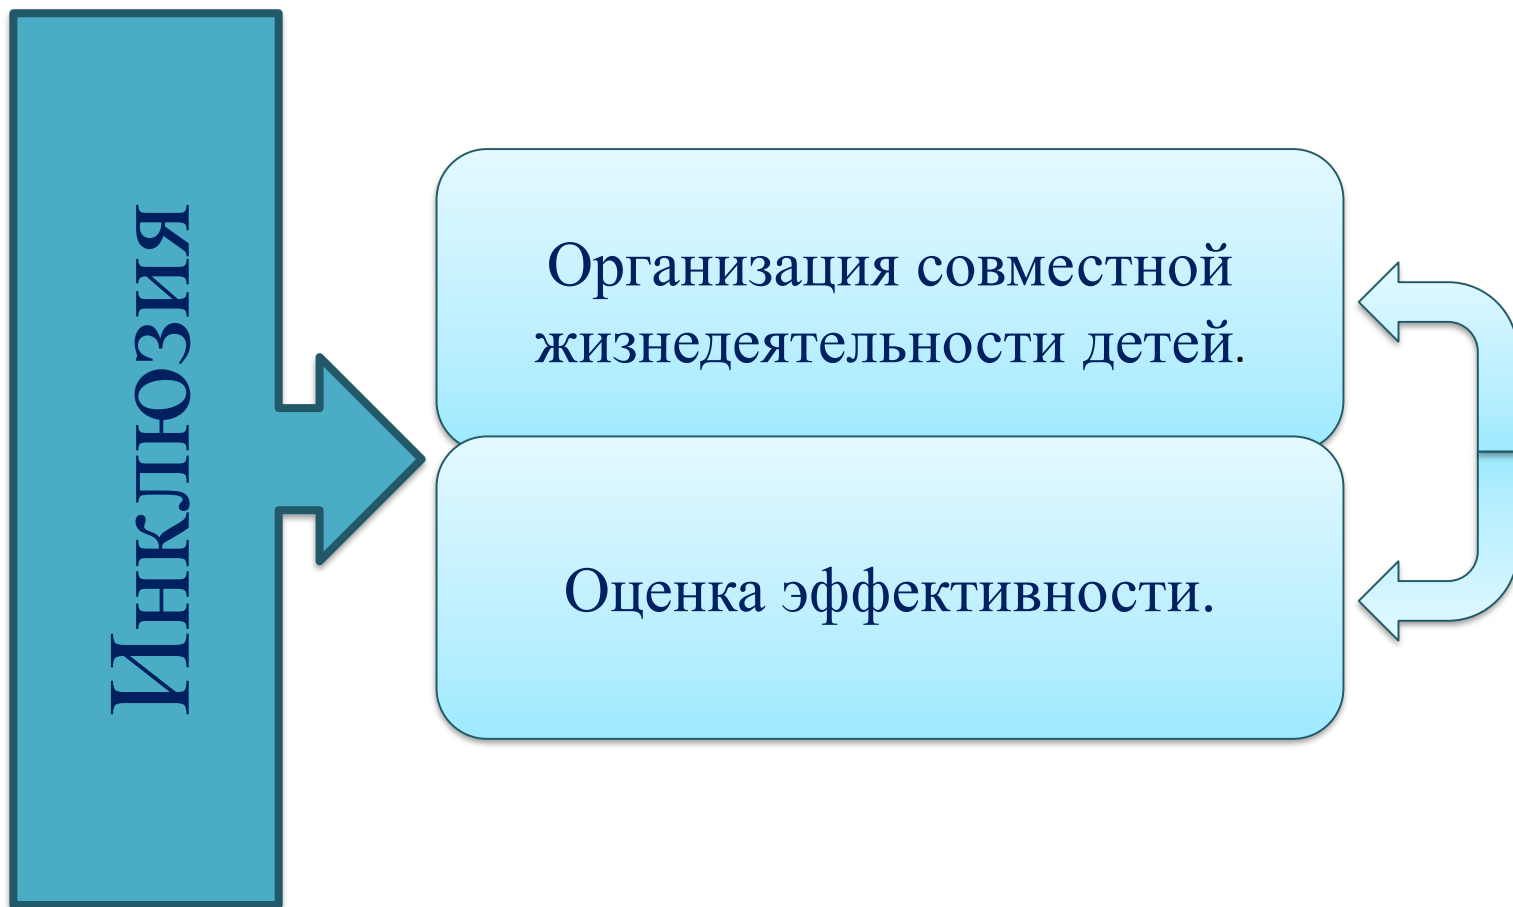 Инклюзия
Организация совместной
жизнедеятельности детей.
Оценка эффективности.